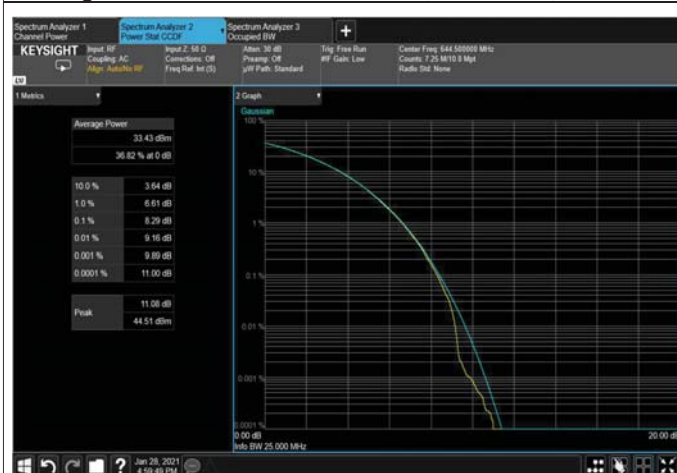 Spectrum Analyzer 1
Channel Power
Spectrum Analyzer 2
Power Stat CCDF
Spectrum Analyzer 3
Occupied BW
+
KEYSIGHT
Input: RF
Coupling: AC
Align: Auto/No RF
Input Z: 50 Ω
Corrections: Off
Freq Ref: Int (S)
Atten: 30 dB
Preamp: Off
µW Path: Standard
Trig: Free Run
#IF Gain: Low
Center Freq: 644.500000 MHz
Counts: 7.25 M/10.0 Mpt
Radio Std: None
LXI
1 Metrics
Average Power
33.43 dBm
36.82 % at 0 dB
10.0 % 3.64 dB
1.0 % 6.61 dB
0.1 % 8.29 dB
0.01 % 9.16 dB
0.001 % 9.89 dB
0.0001 % 11.00 dB
Peak
11.08 dB
44.51 dBm
2 Graph
Gaussian
100 %
10 %
1 %
0.1 %
0.01 %
0.001 %
0.0001 %
0.00 dB
20.00 dB
Info BW 25.000 MHz
?
Jan 28, 2021
4:59:49 PM